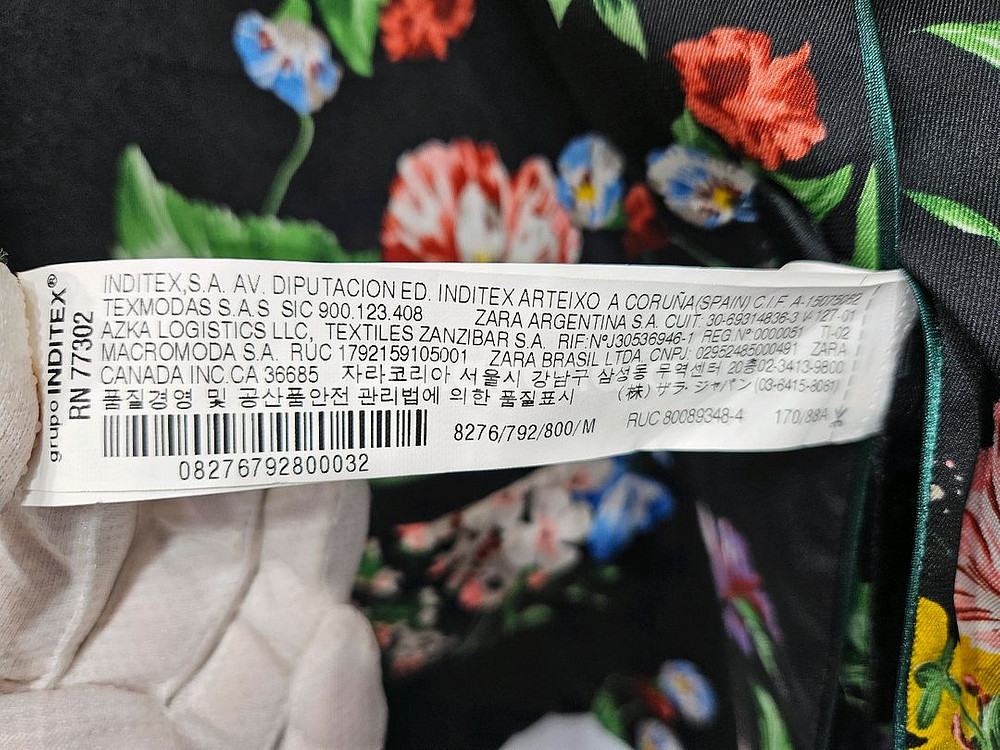 grupo INDITEX®
RN 77302
INDITEX,S.A. AV. DIPUTACION ED. INDITEX ARTEIXO A CORUÑA(SPAIN) C.I.F. A-15075062
TEXMODAS S.A.S SIC 900.123.408 ZARA ARGENTINA S.A. CUIT: 30-69314836-3 V-127-01
AZKA LOGISTICS LLC, TEXTILES ZANZIBAR S.A. RIF:NºJ30536946-1 REG Nº 0000051 TI-02
MACROMODA S.A. RUC 1792159105001 ZARA BRASIL LTDA. CNPJ: 02952485000491 ZARA
CANADA INC.CA 36685 자라코리아 서울시 강남구 삼성동 무역센터 20층02-3413-9800
품질경영 및 공산품안전 관리법에 의한 품질표시 (株) ザラ ジャパン (03-6415-8061)
8276/792/800/M RUC 80089348-4 170/88A
08276792800032